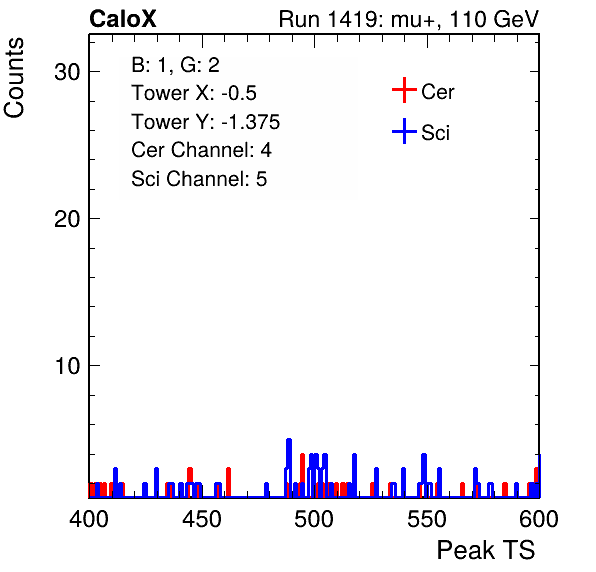 CaloX Run 1419: mu+, 110 GeV
Counts
B: 1, G: 2
Tower X: -0.5
Tower Y: -1.375
Cer Channel: 4
Sci Channel: 5
Cer
Sci
30
20
10
400 450 500 550 600
Peak TS